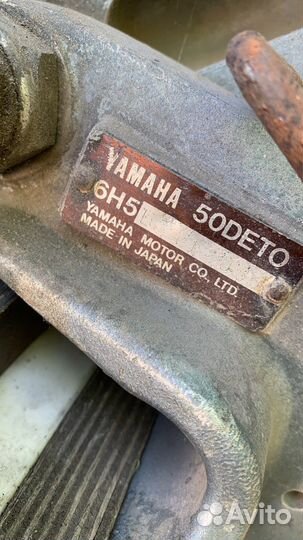 YAMAHA 50DETO
6H5
YAMAHA MOTOR CO., LTD.
MADE IN JAPAN
Avito